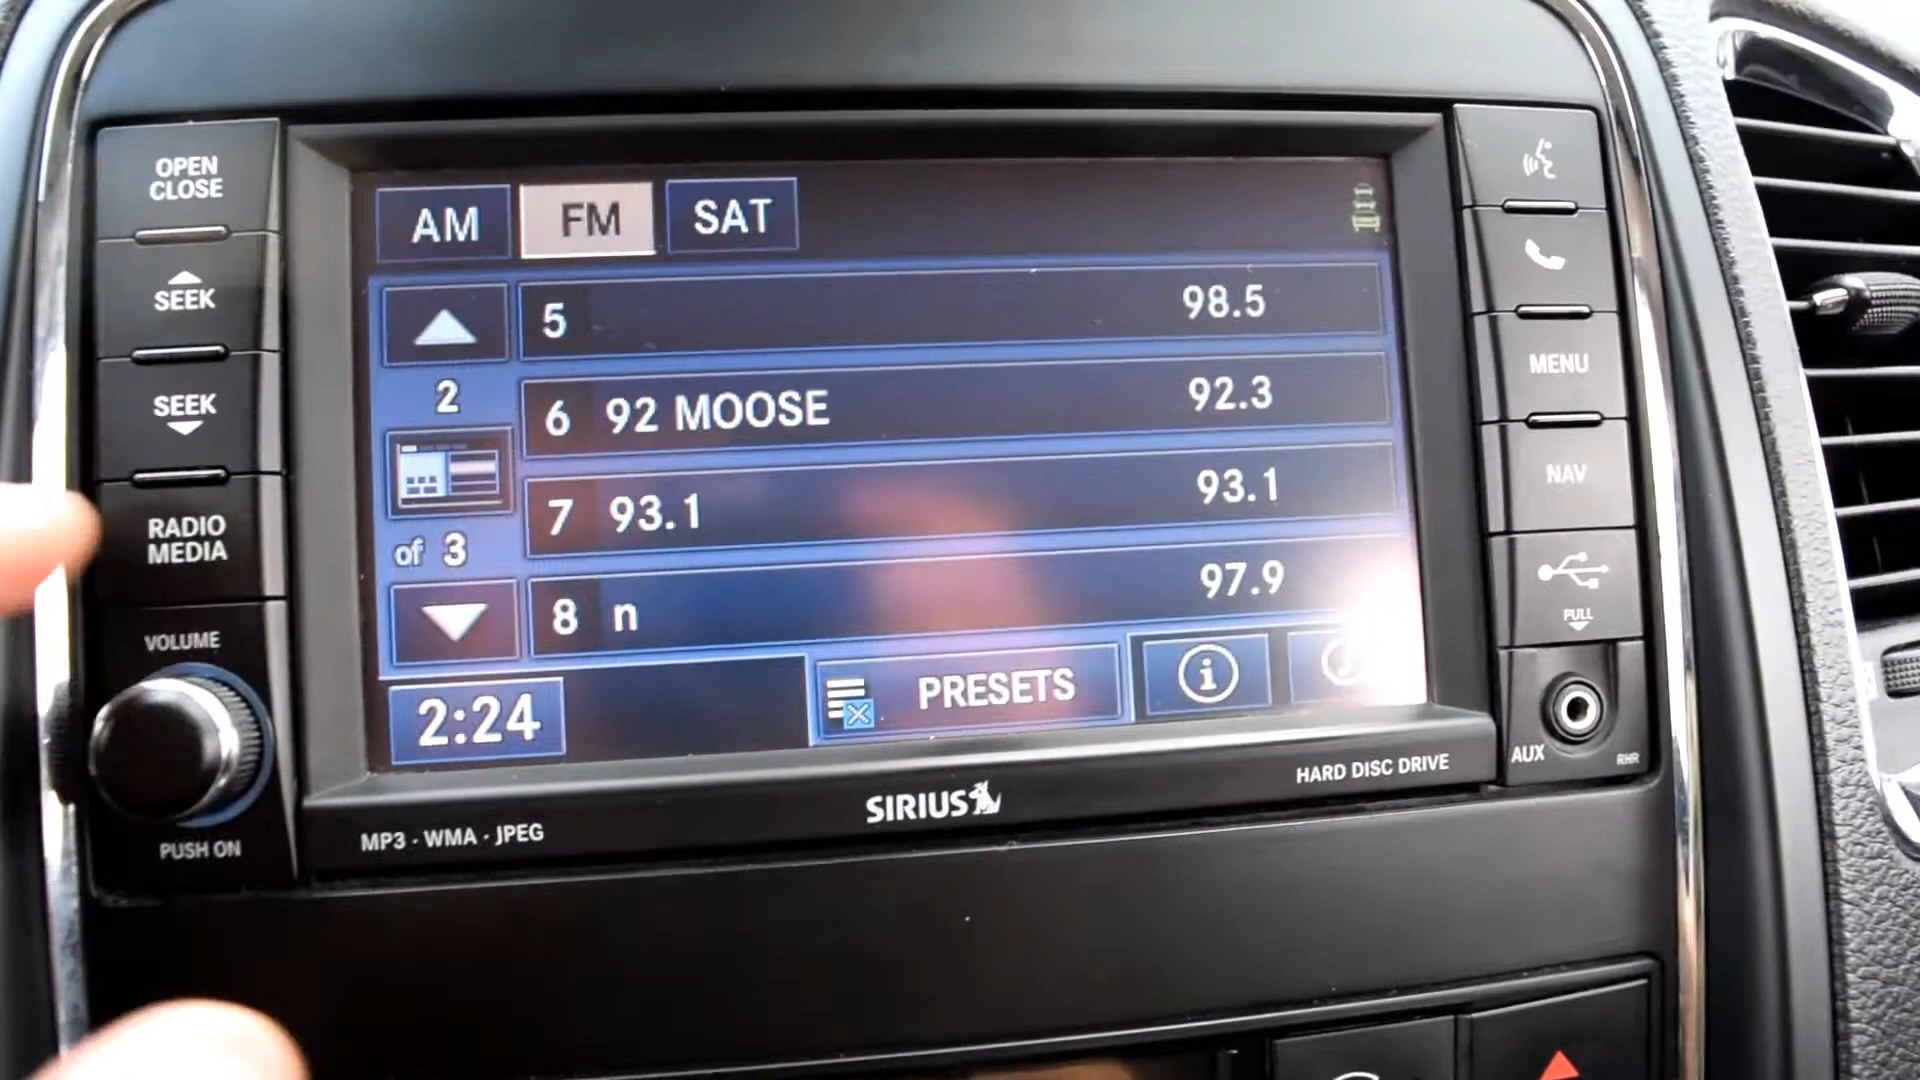 OPEN
CLOSE
SEEK
SEEK
RADIO
MEDIA
VOLUME
PUSH ON
AM FM SAT
5 98.5
2
6 92 MOOSE 92.3
7 93.1 93.1
of 3
8 n 97.9
2:24 PRESETS i
MP3 · WMA · JPEG
SIRIUS
HARD DISC DRIVE
MENU
NAV
PULL
AUX
RHR